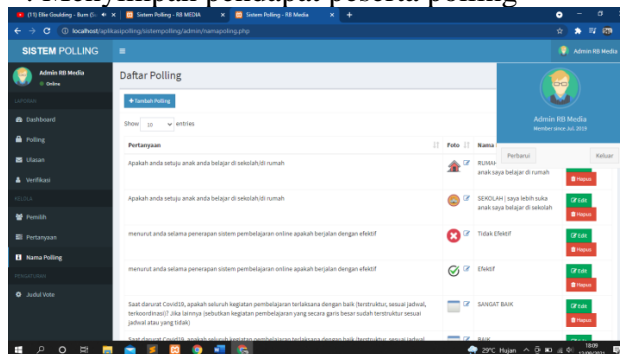 (11) Ellie Goulding - Burn (L
Sistem Polling - RB MEDIA
Sistem Polling - RB Media
localhost/aplikasipolling/sistempolling/admin/namapoling.php
SISTEM POLLING
Admin RB Media
Admin RB Media
Online
Daftar Polling
Tambah Polling
Admin RB Media
Member since Jul. 2019
Perbarui
Keluar
LAPORAN
Dashboard
Polling
Ulasan
Verifikasi
KELOLA
Pemilih
Pertanyaan
Nama Polling
PENGATURAN
Judul Vote
Show 10 entries
Pertanyaan Foto Nama
Apakah anda setuju anak anda belajar di sekolah/di rumah
anak saya belajar di rumah
Hapus
Apakah anda setuju anak anda belajar di sekolah/di rumah
SEKOLAH | saya lebih suka
anak saya belajar di sekolah
Edit
Hapus
menurut anda selama penerapan sistem pembelajaran online apakah berjalan dengan efektif
Tidak Efektif
Edit
Hapus
menurut anda selama penerapan sistem pembelajaran online apakah berjalan dengan efektif
Efektif
Edit
Hapus
Saat darurat Covid19, apakah seluruh kegiatan pembelajaran terlaksana dengan baik (terstruktur, sesuai jadwal,
terkoordinasi)? Jika lainnya (sebutkan kegiatan pembelajaran yang secara garis besar sudah terstruktur sesuai
jadwal atau yang tidak)
SANGAT BAIK
Edit
Hapus
29°C Hujan
18:09